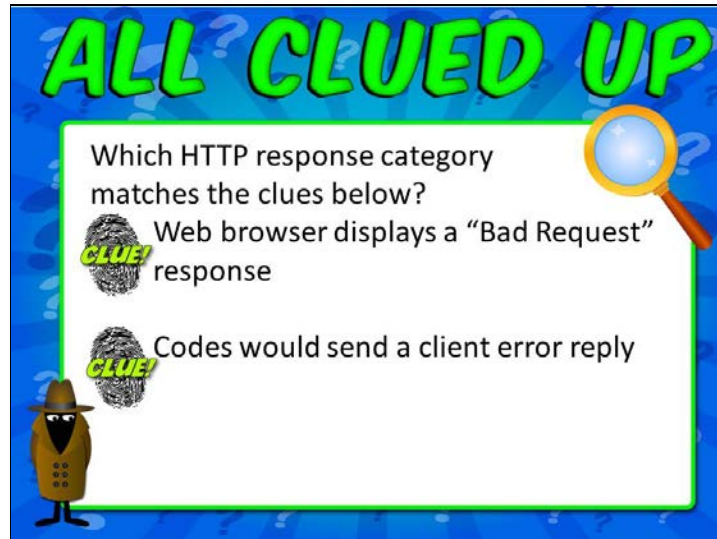 ALL CLUED UP
Which HTTP response category
matches the clues below?
CLUE! Web browser displays a “Bad Request”
response
CLUE! Codes would send a client error reply